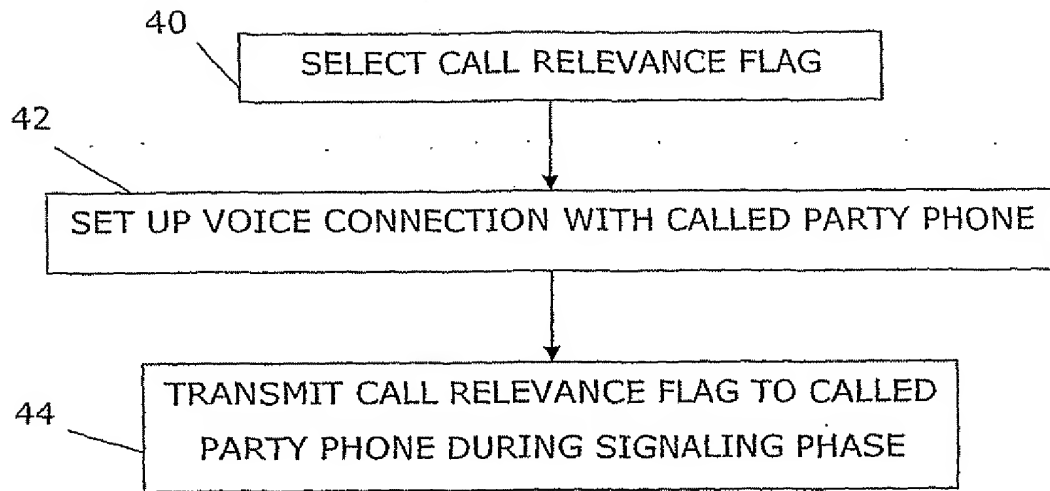 40
SELECT CALL RELEVANCE FLAG
42
SET UP VOICE CONNECTION WITH CALLED PARTY PHONE
44
TRANSMIT CALL RELEVANCE FLAG TO CALLED
PARTY PHONE DURING SIGNALING PHASE